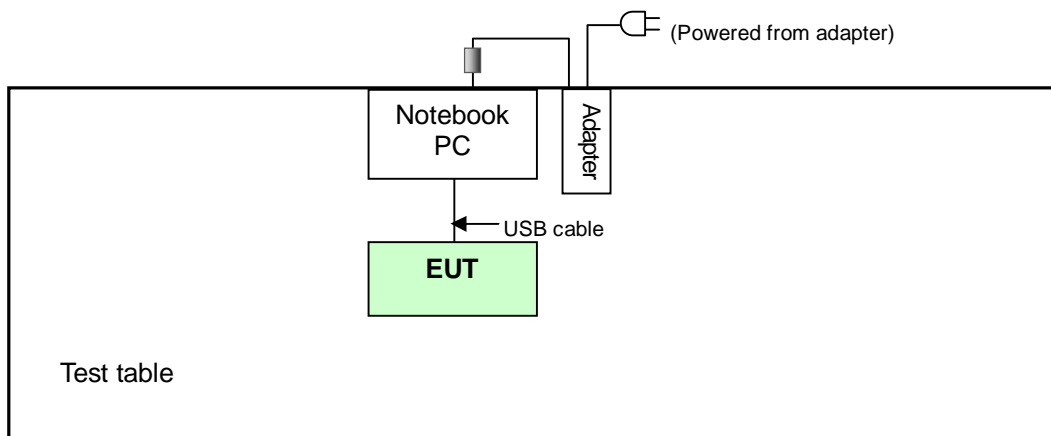 (Powered from adapter)
Notebook
PC
Adapter
USB cable
EUT
Test table